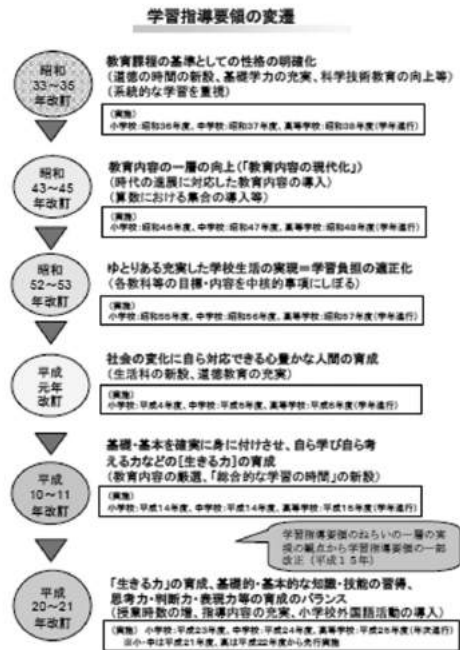 学習指導要領の変遷
昭和
33～35
年改訂
教育課程の基準としての性格の明確化
(道徳の時間の新設、基礎学力の充実、科学技術教育の向上等)
(系統的な学習を重視)
(実施)
小学校:昭和36年度、中学校:昭和37年度、高等学校:昭和38年度(学年進行)
昭和
43～45
年改訂
教育内容の一層の向上(「教育内容の現代化」)
(時代の進展に対応した教育内容の導入)
(算数における集合の導入等)
(実施)
小学校:昭和46年度、中学校:昭和47年度、高等学校:昭和48年度(学年進行)
昭和
52～53
年改訂
ゆとりある充実した学校生活の実現＝学習負担の適正化
(各教科等の目標・内容を中核的事項にしぼる)
(実施)
小学校:昭和55年度、中学校:昭和56年度、高等学校:昭和57年度(学年進行)
平成
元年
改訂
社会の変化に自ら対応できる心豊かな人間の育成
(生活科の新設、道徳教育の充実)
(実施)
小学校:平成4年度、中学校:平成5年度、高等学校:平成6年度(学年進行)
平成
10～11
年改訂
基礎・基本を確実に身に付けさせ、自ら学び自ら考
える力などの[生きる力]の育成
(教育内容の厳選、「総合的な学習の時間」の新設)
(実施)
小学校:平成14年度、中学校:平成14年度、高等学校:平成15年度(学年進行)
学習指導要領のねらいの一層の実
現の観点から学習指導要領の一部
改正（平成15年）
平成
20～21
年改訂
「生きる力」の育成、基礎的・基本的な知識・技能の習得、
思考力・判断力・表現力等の育成のバランス
(授業時数の増、指導内容の充実、小学校外国語活動の導入)
(実施) 小学校:平成23年度、中学校:平成24年度、高等学校:平成25年度(年次進行)
※小・中は平成21年度、高は平成22年度から先行実施